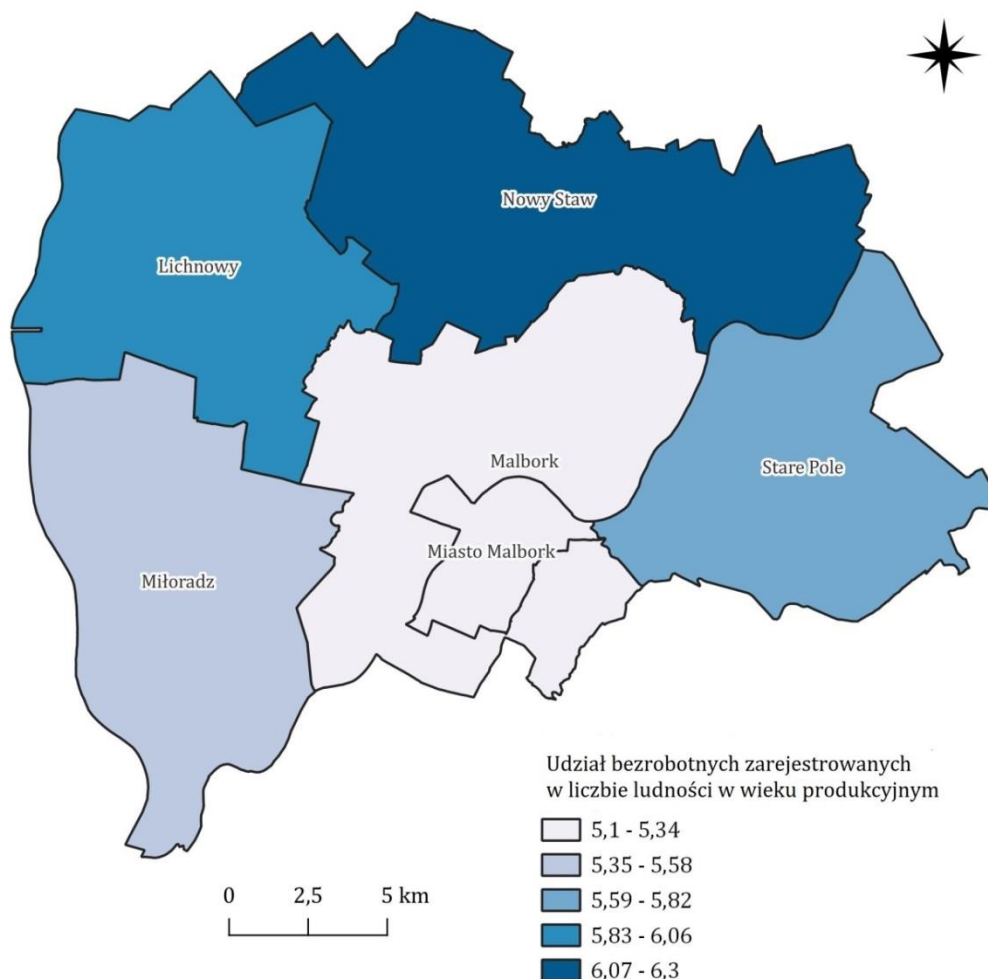 Nowy Staw
Lichnowy
Malbork
Stare Pole
Miasto Malbork
Miłoradz
Udział bezrobotnych zarejestrowanych
w liczbie ludności w wieku produkcyjnym
5,1 - 5,34
5,35 - 5,58
5,59 - 5,82
5,83 - 6,06
6,07 - 6,3
0 2,5 5 km